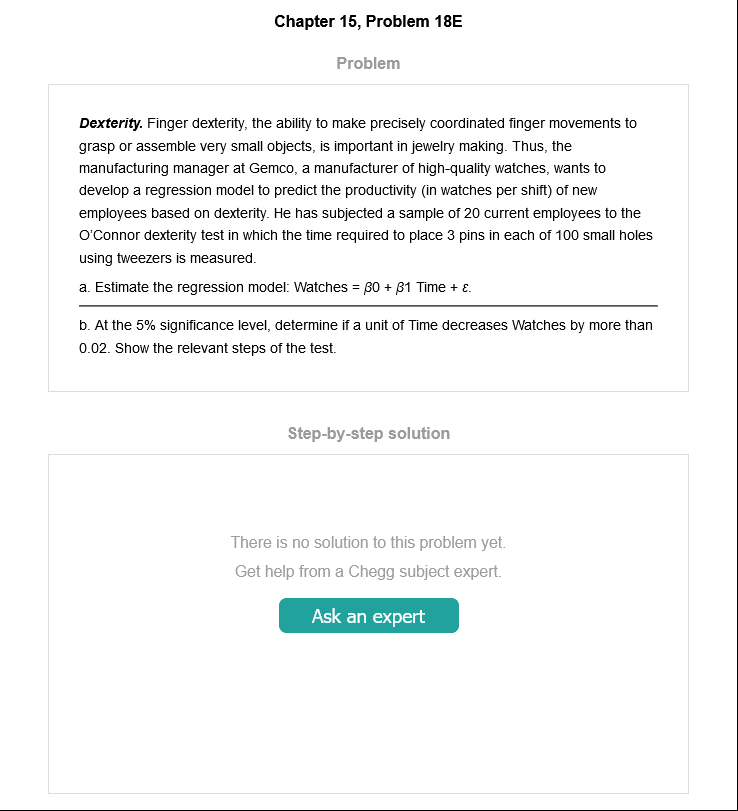 Chapter 15, Problem 18E
Problem
Dexterity. Finger dexterity, the ability to make precisely coordinated finger movements to
grasp or assemble very small objects, is important in jewelry making. Thus, the
manufacturing manager at Gemco, a manufacturer of high-quality watches, wants to
develop a regression model to predict the productivity (in watches per shift) of new
employees based on dexterity. He has subjected a sample of 20 current employees to the
O'Connor dexterity test in which the time required to place 3 pins in each of 100 small holes
using tweezers is measured.
a. Estimate the regression model: Watches = β0 + β1 Time + ε.
b. At the 5% significance level, determine if a unit of Time decreases Watches by more than
0.02. Show the relevant steps of the test.
Step-by-step solution
There is no solution to this problem yet.
Get help from a Chegg subject expert.
Ask an expert